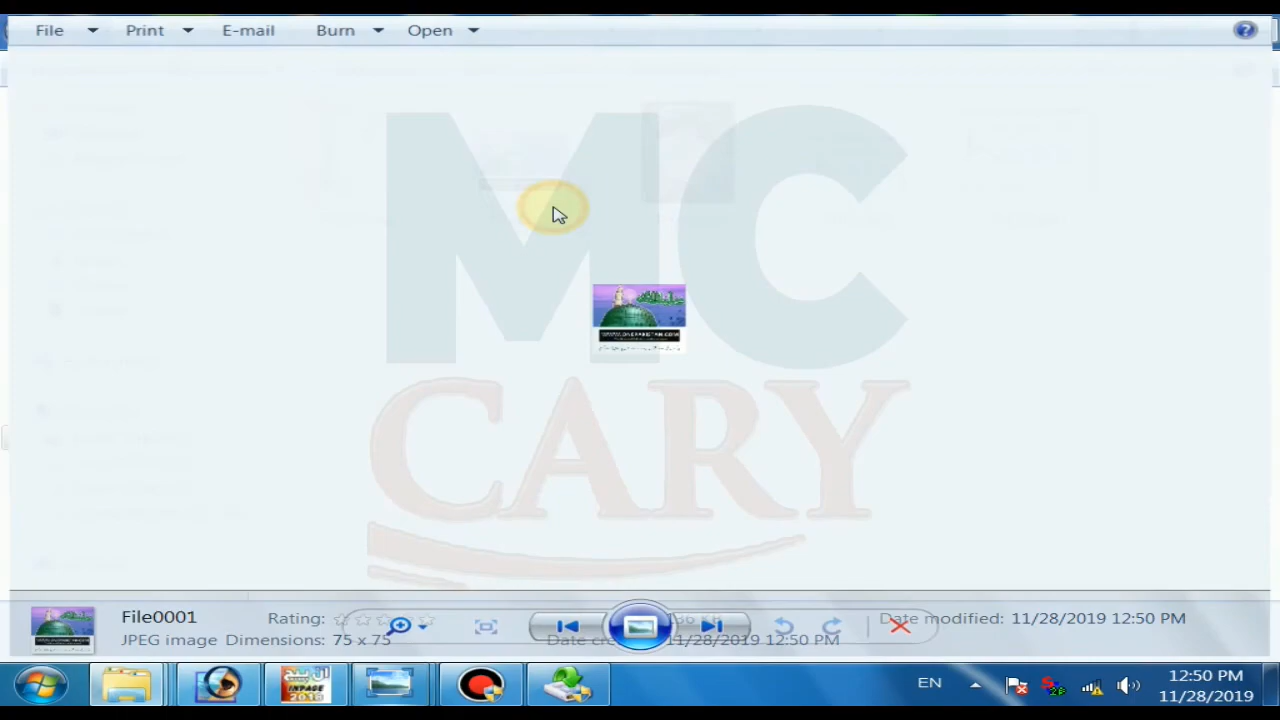 File Print E-mail Burn Open
MC
CARY
File0001 Rating: Date modified: 11/28/2019 12:50 PM
JPEG image Dimensions: 75 x 75 11/28/2019 12:50 PM
INPAGE
EN 12:50 PM
11/28/2019